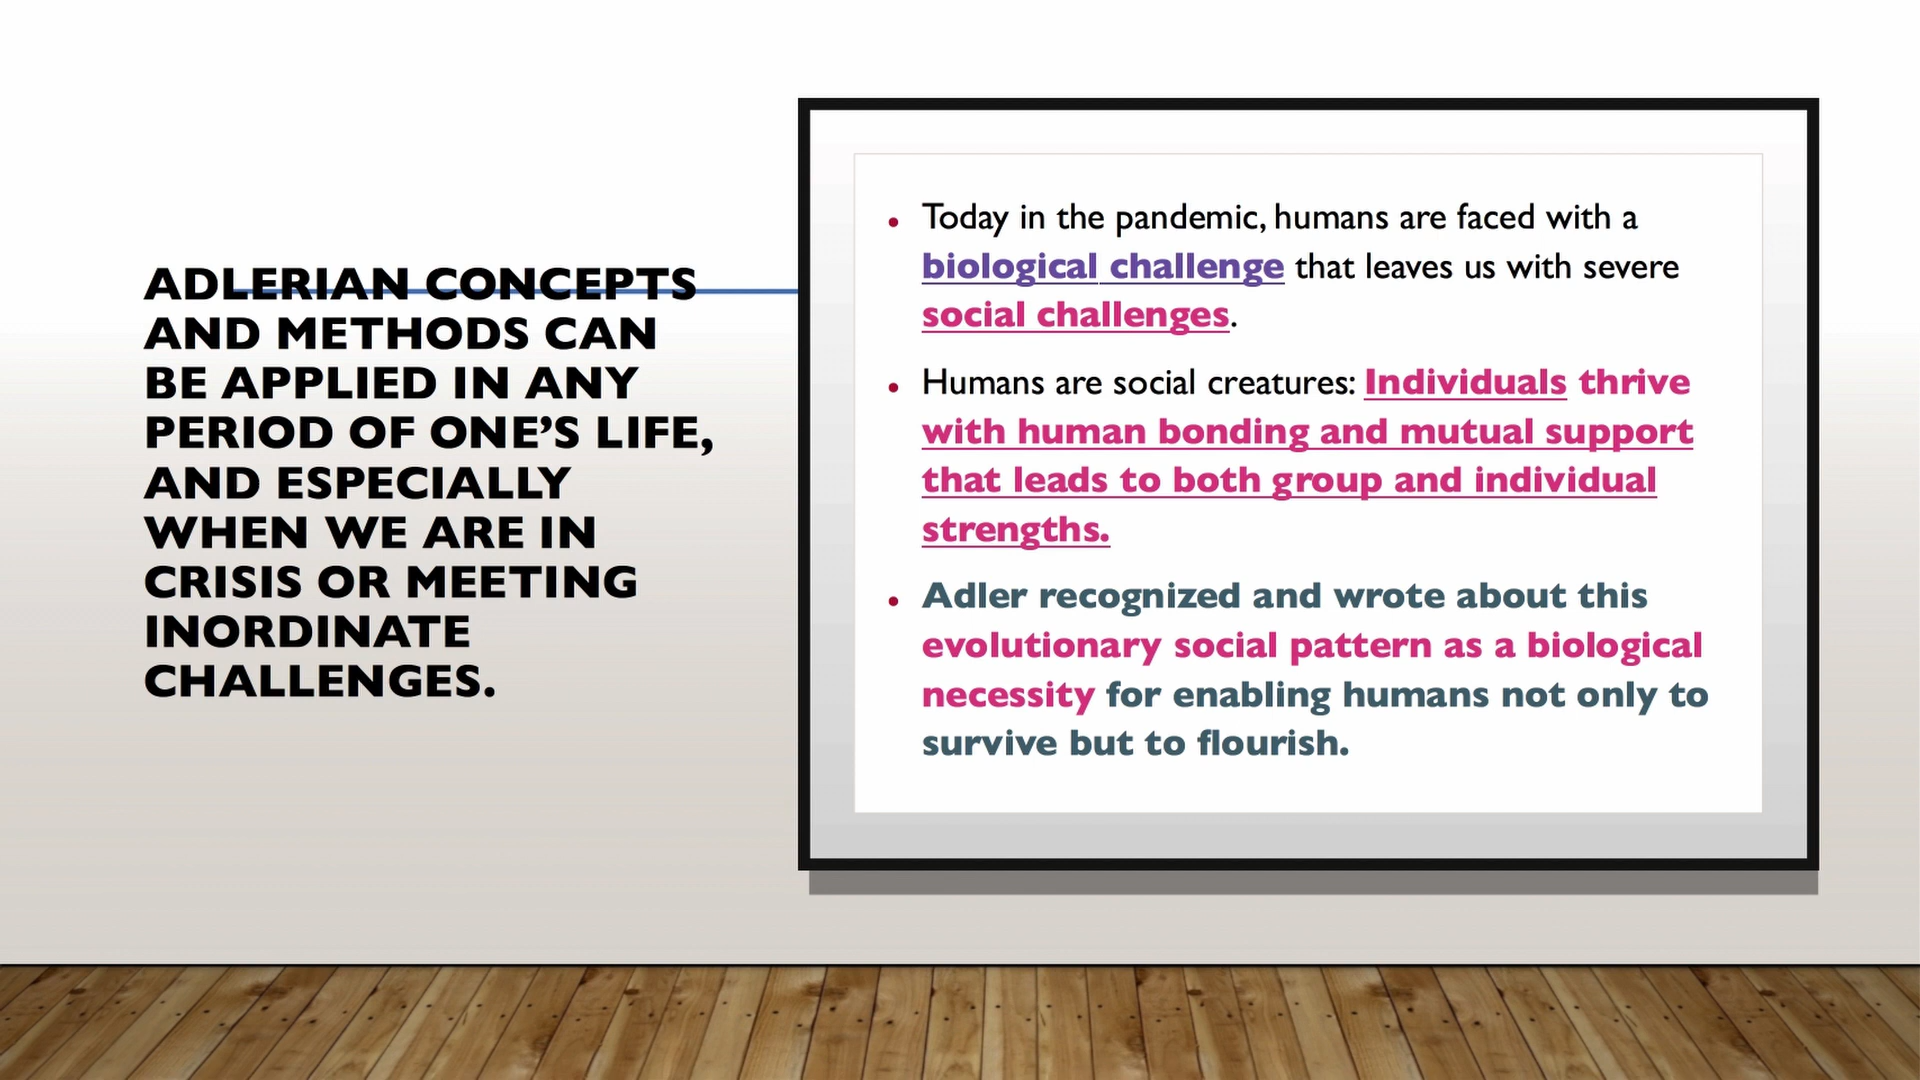 ADLERIAN CONCEPTS
AND METHODS CAN
BE APPLIED IN ANY
PERIOD OF ONE’S LIFE,
AND ESPECIALLY
WHEN WE ARE IN
CRISIS OR MEETING
INORDINATE
CHALLENGES.
• Today in the pandemic, humans are faced with a
biological challenge that leaves us with severe
social challenges.
• Humans are social creatures: Individuals thrive
with human bonding and mutual support
that leads to both group and individual
strengths.
• Adler recognized and wrote about this
evolutionary social pattern as a biological
necessity for enabling humans not only to
survive but to flourish.